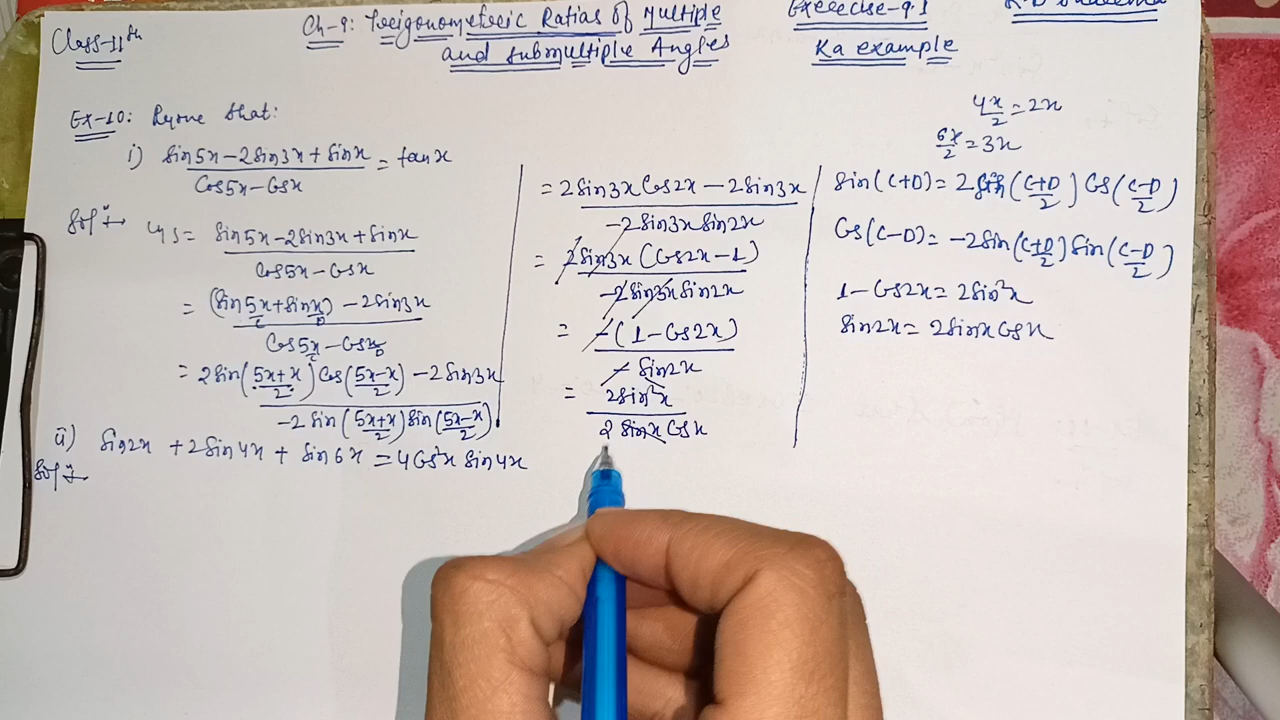 Class-11th
Ch-9: Trigonometric Ratios of Multiple
and Submultiple Angles
Exercise-9.1
Ka example
Ex-10: Prove that:
i) sin5x-2sin3x+sinx / cos5x-cosx = tanx
Solⁿ:- LHS = sin5x-2sin3x+sinx / cos5x-cosx
= (sin5x+sinx) -2sin3x / cos5x-cosx
C D
C D
= 2sin(5x+x/2)cos(5x-x/2) -2sin3x / -2sin(5x+x/2)sin(5x-x/2)
ii) sin2x +2sin4x + sin6x = 4cos²x sin4x
Solⁿ:-
= 2sin3xcos2x-2sin3x / -2sin3xsin2x
= 2sin3x(cos2x-1) / -2sin3xsin2x
= -(1-cos2x) / -sin2x
= 2sin²x / 2sinxcosx
4x/2=2x
6x/2=3x
sin(C+D)=2sin(C+D/2)cos(C-D/2)
cos(C-D)=-2sin(C+D/2)sin(C-D/2)
1-cos2x=2sin²x
sin2x=2sinxcosx